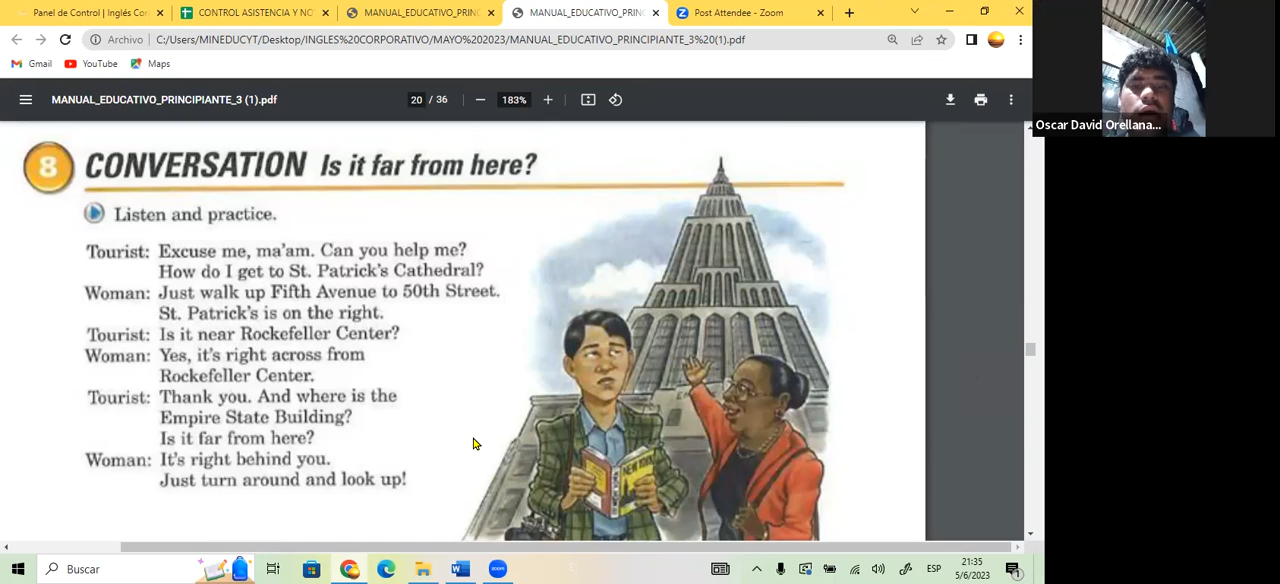 Panel de Control | Inglés Cor
CONTROL ASISTENCIA Y NO
MANUAL_EDUCATIVO_PRINC
MANUAL_EDUCATIVO_PRINC
Post Attendee - Zoom
Archivo
C:/Users/MINEDUCYT/Desktop/INGLES%20CORPORATIVO/MAYO%202023/MANUAL_EDUCATIVO_PRINCIPIANTE_3%20(1).pdf
Gmail
YouTube
Maps
MANUAL_EDUCATIVO_PRINCIPIANTE_3 (1).pdf
20 / 36
183%
Oscar David Orellana...
8 CONVERSATION Is it far from here?
Listen and practice.
Tourist: Excuse me, ma'am. Can you help me?
How do I get to St. Patrick's Cathedral?
Woman: Just walk up Fifth Avenue to 50th Street.
St. Patrick's is on the right.
Tourist: Is it near Rockefeller Center?
Woman: Yes, it's right across from
Rockefeller Center.
Tourist: Thank you. And where is the
Empire State Building?
Is it far from here?
Woman: It's right behind you.
Just turn around and look up!
NEW YORK
Buscar
zoom
ESP
21:35
5/6/2023
1